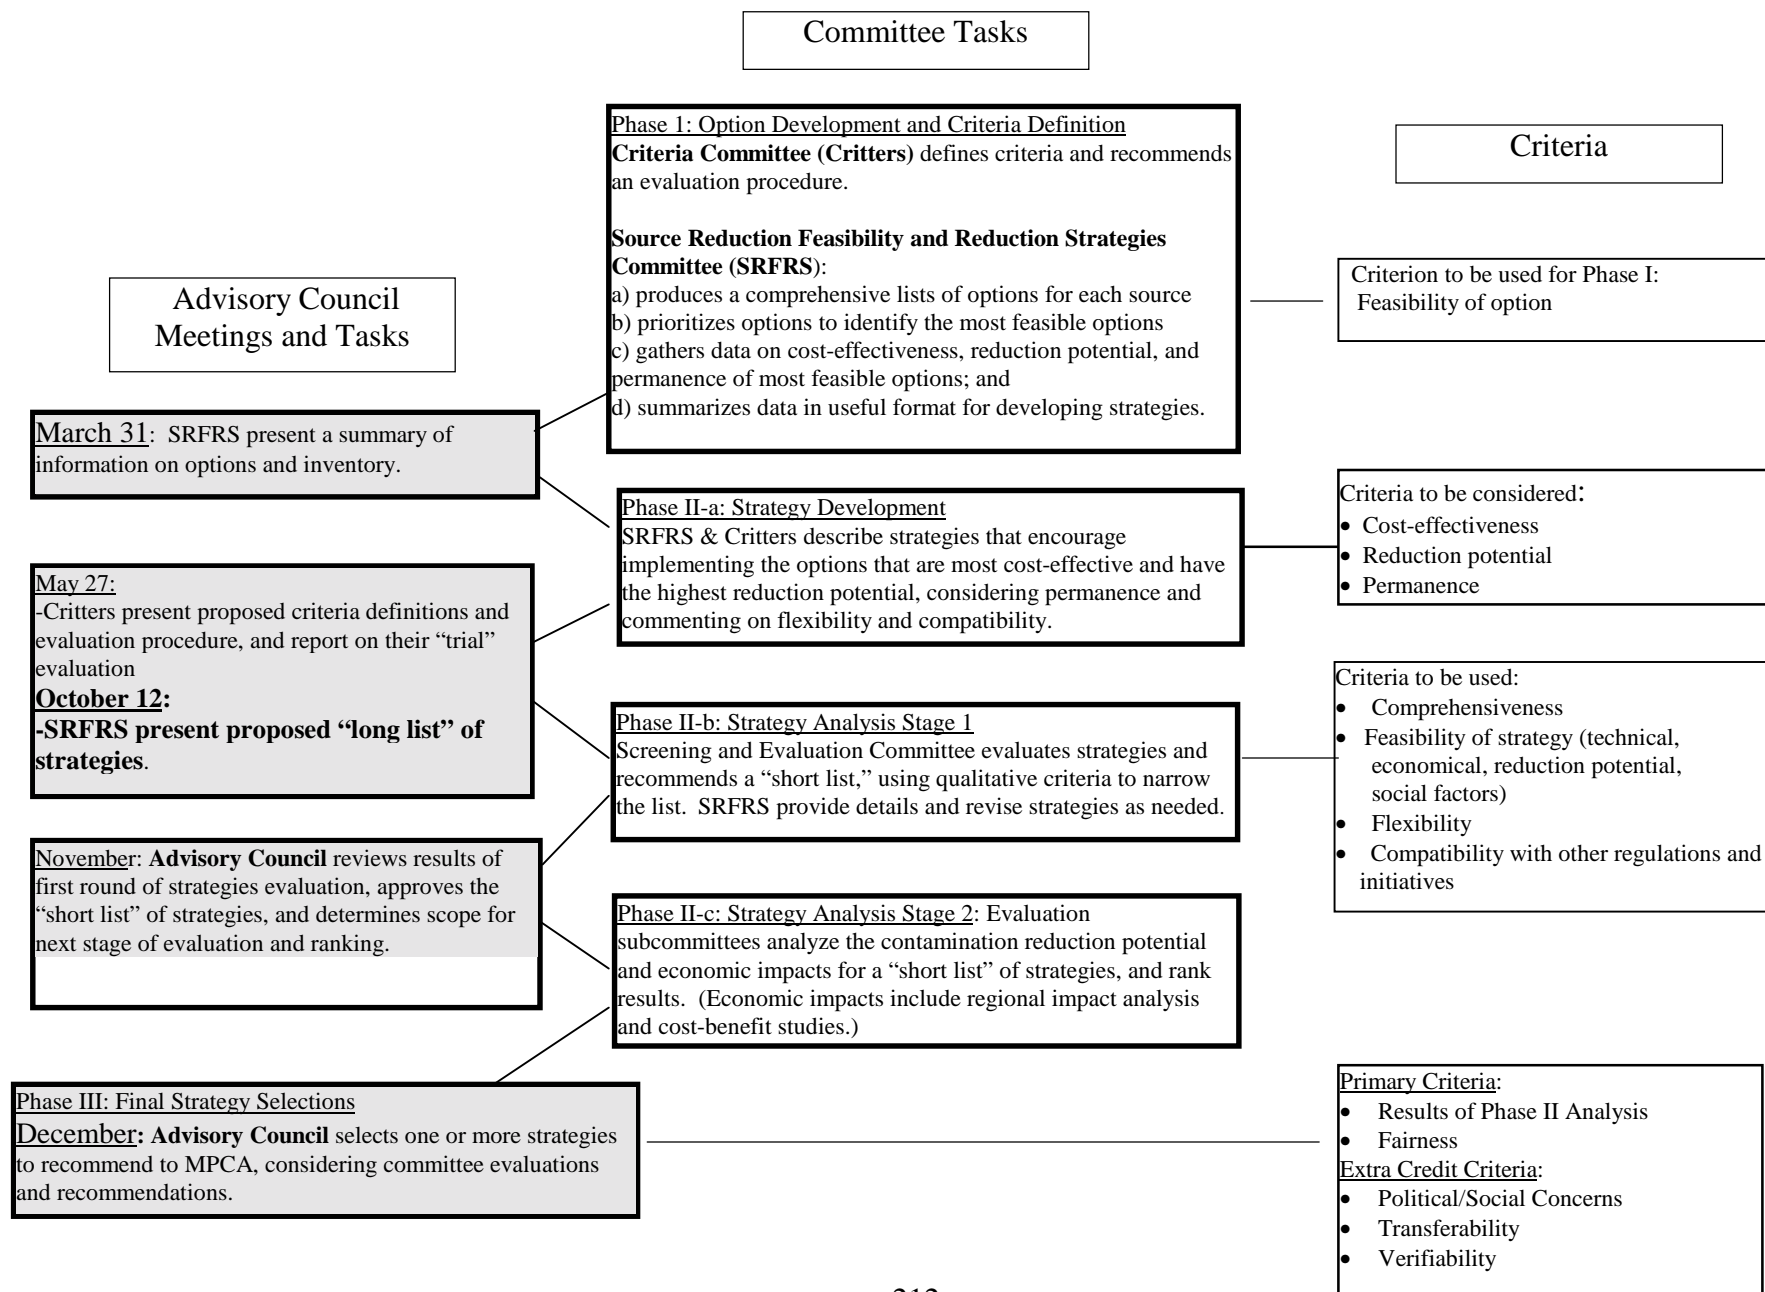 Committee Tasks
Phase 1: Option Development and Criteria Definition
Criteria Committee (Critters) defines criteria and recommends
an evaluation procedure.
Source Reduction Feasibility and Reduction Strategies
Committee (SRFRS):
a) produces a comprehensive lists of options for each source
b) prioritizes options to identify the most feasible options
c) gathers data on cost-effectiveness, reduction potential, and
permanence of most feasible options; and
d) summarizes data in useful format for developing strategies.
Criteria
Criterion to be used for Phase I:
Feasibility of option
Advisory Council
Meetings and Tasks
March 31: SRFRS present a summary of
information on options and inventory.
Phase II-a: Strategy Development
SRFRS & Critters describe strategies that encourage
implementing the options that are most cost-effective and have
the highest reduction potential, considering permanence and
commenting on flexibility and compatibility.
Criteria to be considered:
• Cost-effectiveness
• Reduction potential
• Permanence
May 27:
-Critters present proposed criteria definitions and
evaluation procedure, and report on their “trial”
evaluation
October 12:
-SRFRS present proposed “long list” of
strategies.
Phase II-b: Strategy Analysis Stage 1
Screening and Evaluation Committee evaluates strategies and
recommends a “short list,” using qualitative criteria to narrow
the list. SRFRS provide details and revise strategies as needed.
Criteria to be used:
• Comprehensiveness
• Feasibility of strategy (technical,
economical, reduction potential,
social factors)
• Flexibility
• Compatibility with other regulations and
initiatives
November: Advisory Council reviews results of
first round of strategies evaluation, approves the
“short list” of strategies, and determines scope for
next stage of evaluation and ranking.
Phase II-c: Strategy Analysis Stage 2: Evaluation
subcommittees analyze the contamination reduction potential
and economic impacts for a “short list” of strategies, and rank
results. (Economic impacts include regional impact analysis
and cost-benefit studies.)
Phase III: Final Strategy Selections
December: Advisory Council selects one or more strategies
to recommend to MPCA, considering committee evaluations
and recommendations.
Primary Criteria:
• Results of Phase II Analysis
• Fairness
Extra Credit Criteria:
• Political/Social Concerns
• Transferability
• Verifiability